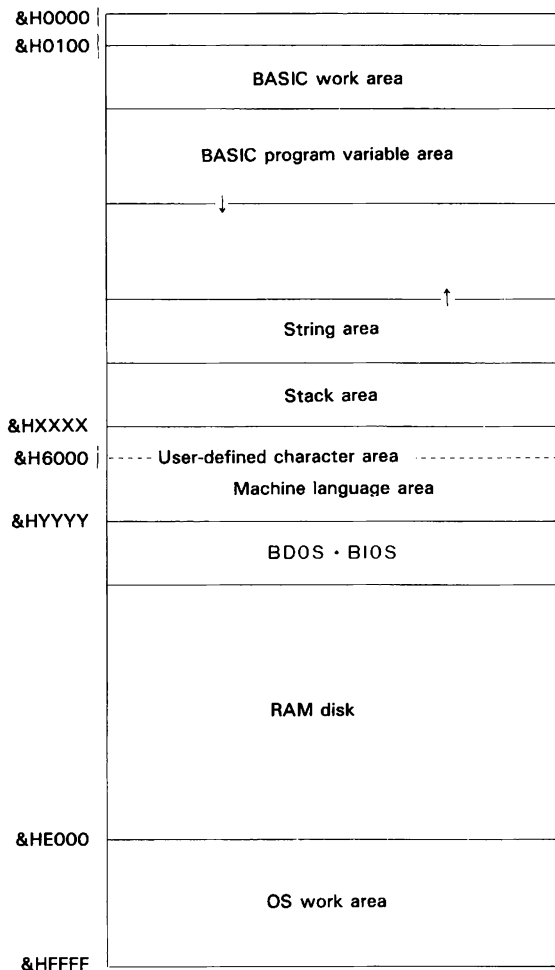 &H0000
&H0100
BASIC work area
BASIC program variable area
String area
Stack area
&HXXXX
&H6000 User-defined character area
Machine language area
&HYYYY
BDOS・BIOS
RAM disk
&HE000
OS work area
&HFFFF